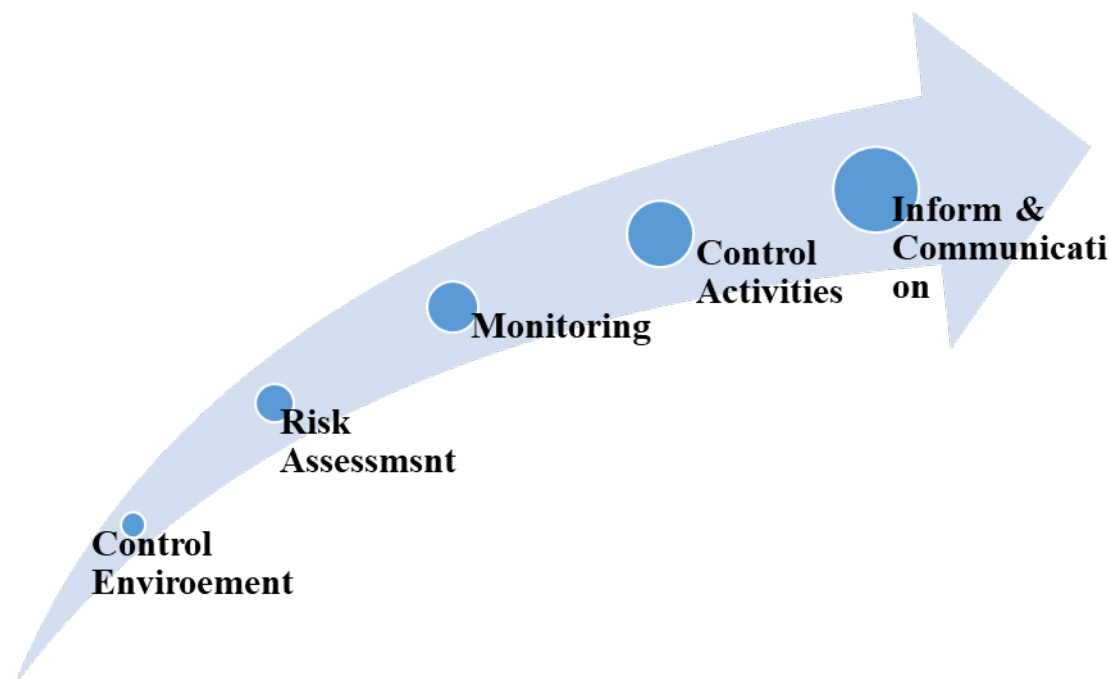 Control
Enviroement
Risk
Assessmsnt
Monitoring
Control
Activities
Inform &
Communicati
on